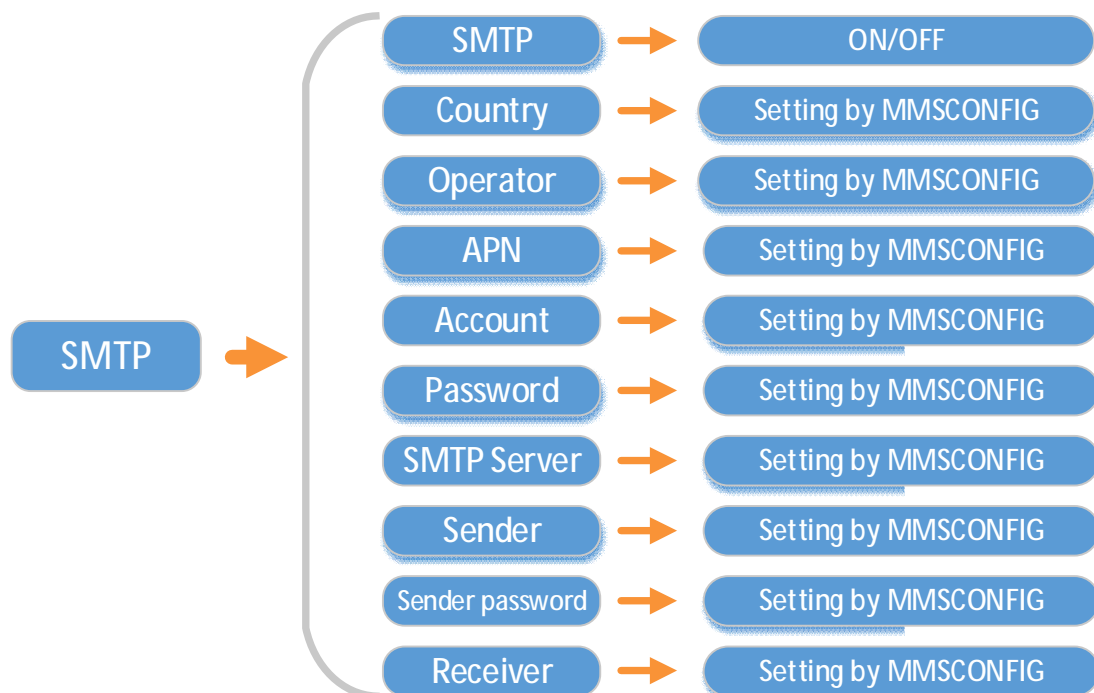 SMTP
SMTP ON/OFF
Country Setting by MMSCONFIG
Operator Setting by MMSCONFIG
APN Setting by MMSCONFIG
Account Setting by MMSCONFIG
Password Setting by MMSCONFIG
SMTP Server Setting by MMSCONFIG
Sender Setting by MMSCONFIG
Sender password Setting by MMSCONFIG
Receiver Setting by MMSCONFIG